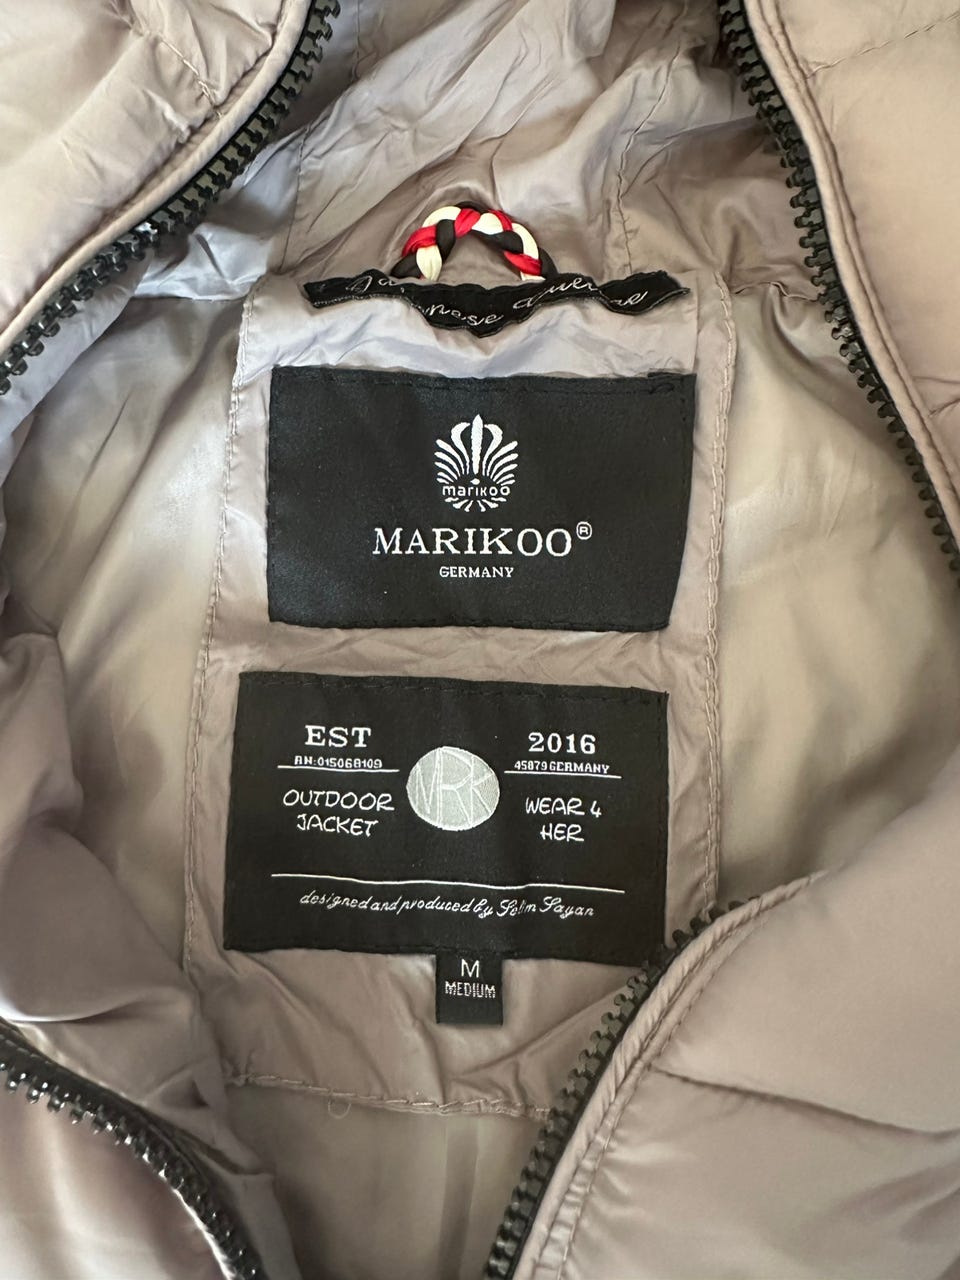 marikoo
MARIKOO®
GERMANY
EST
2016
RN:015068109
45879 GERMANY
OUTDOOR
JACKET
WEAR 4
HER
designed and produced by Selim Sayan
M
MEDIUM